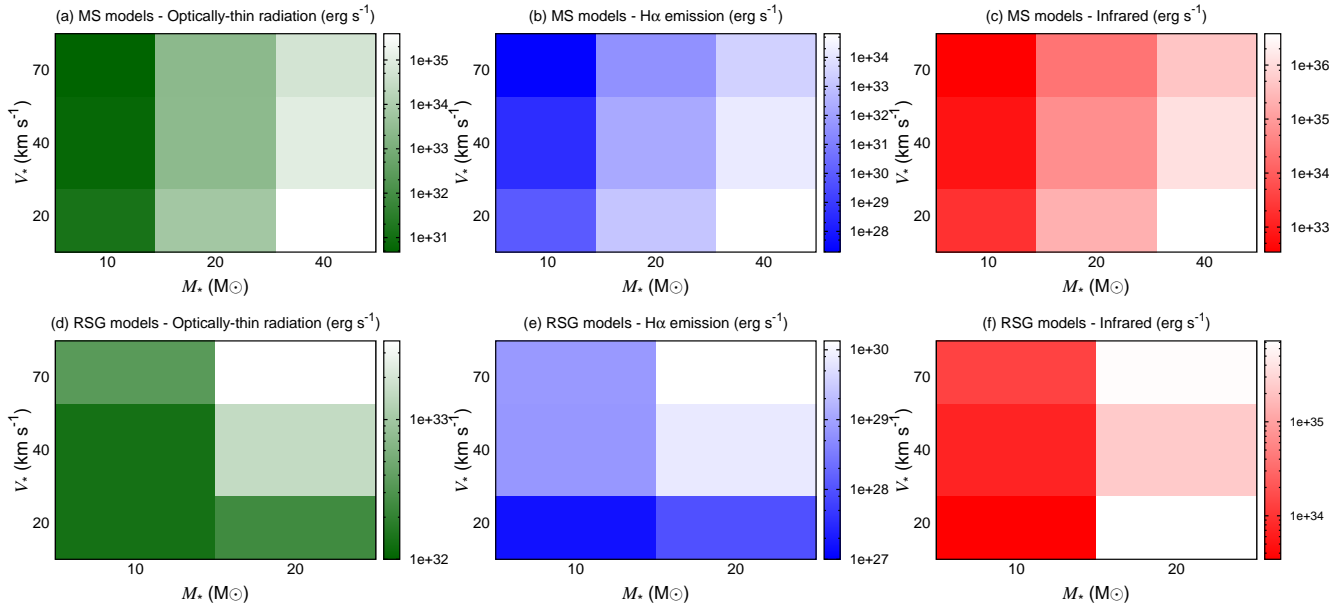 (a) MS models - Optically-thin radiation (erg s⁻¹)
V⋆ (km s⁻¹)
70
40
20
10
20
40
M⋆ (M☉)
1e+35
1e+34
1e+33
1e+32
1e+31
(b) MS models - Hα emission (erg s⁻¹)
V⋆ (km s⁻¹)
70
40
20
10
20
40
M⋆ (M☉)
1e+34
1e+33
1e+32
1e+31
1e+30
1e+29
1e+28
(c) MS models - Infrared (erg s⁻¹)
V⋆ (km s⁻¹)
70
40
20
10
20
40
M⋆ (M☉)
1e+36
1e+35
1e+34
1e+33
(d) RSG models - Optically-thin radiation (erg s⁻¹)
V⋆ (km s⁻¹)
70
40
20
10
20
M⋆ (M☉)
1e+33
1e+32
(e) RSG models - Hα emission (erg s⁻¹)
V⋆ (km s⁻¹)
70
40
20
10
20
M⋆ (M☉)
1e+30
1e+29
1e+28
1e+27
(f) RSG models - Infrared (erg s⁻¹)
V⋆ (km s⁻¹)
70
40
20
10
20
M⋆ (M☉)
1e+35
1e+34